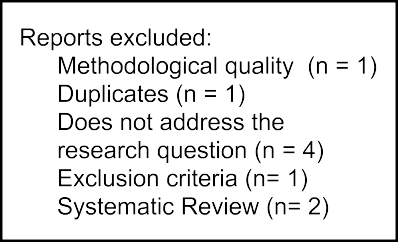 Reports excluded:
Methodological quality  (n = 1)
Duplicates (n = 1)
Does not address the
research question (n = 4)
Exclusion criteria (n= 1)
Systematic Review (n= 2)